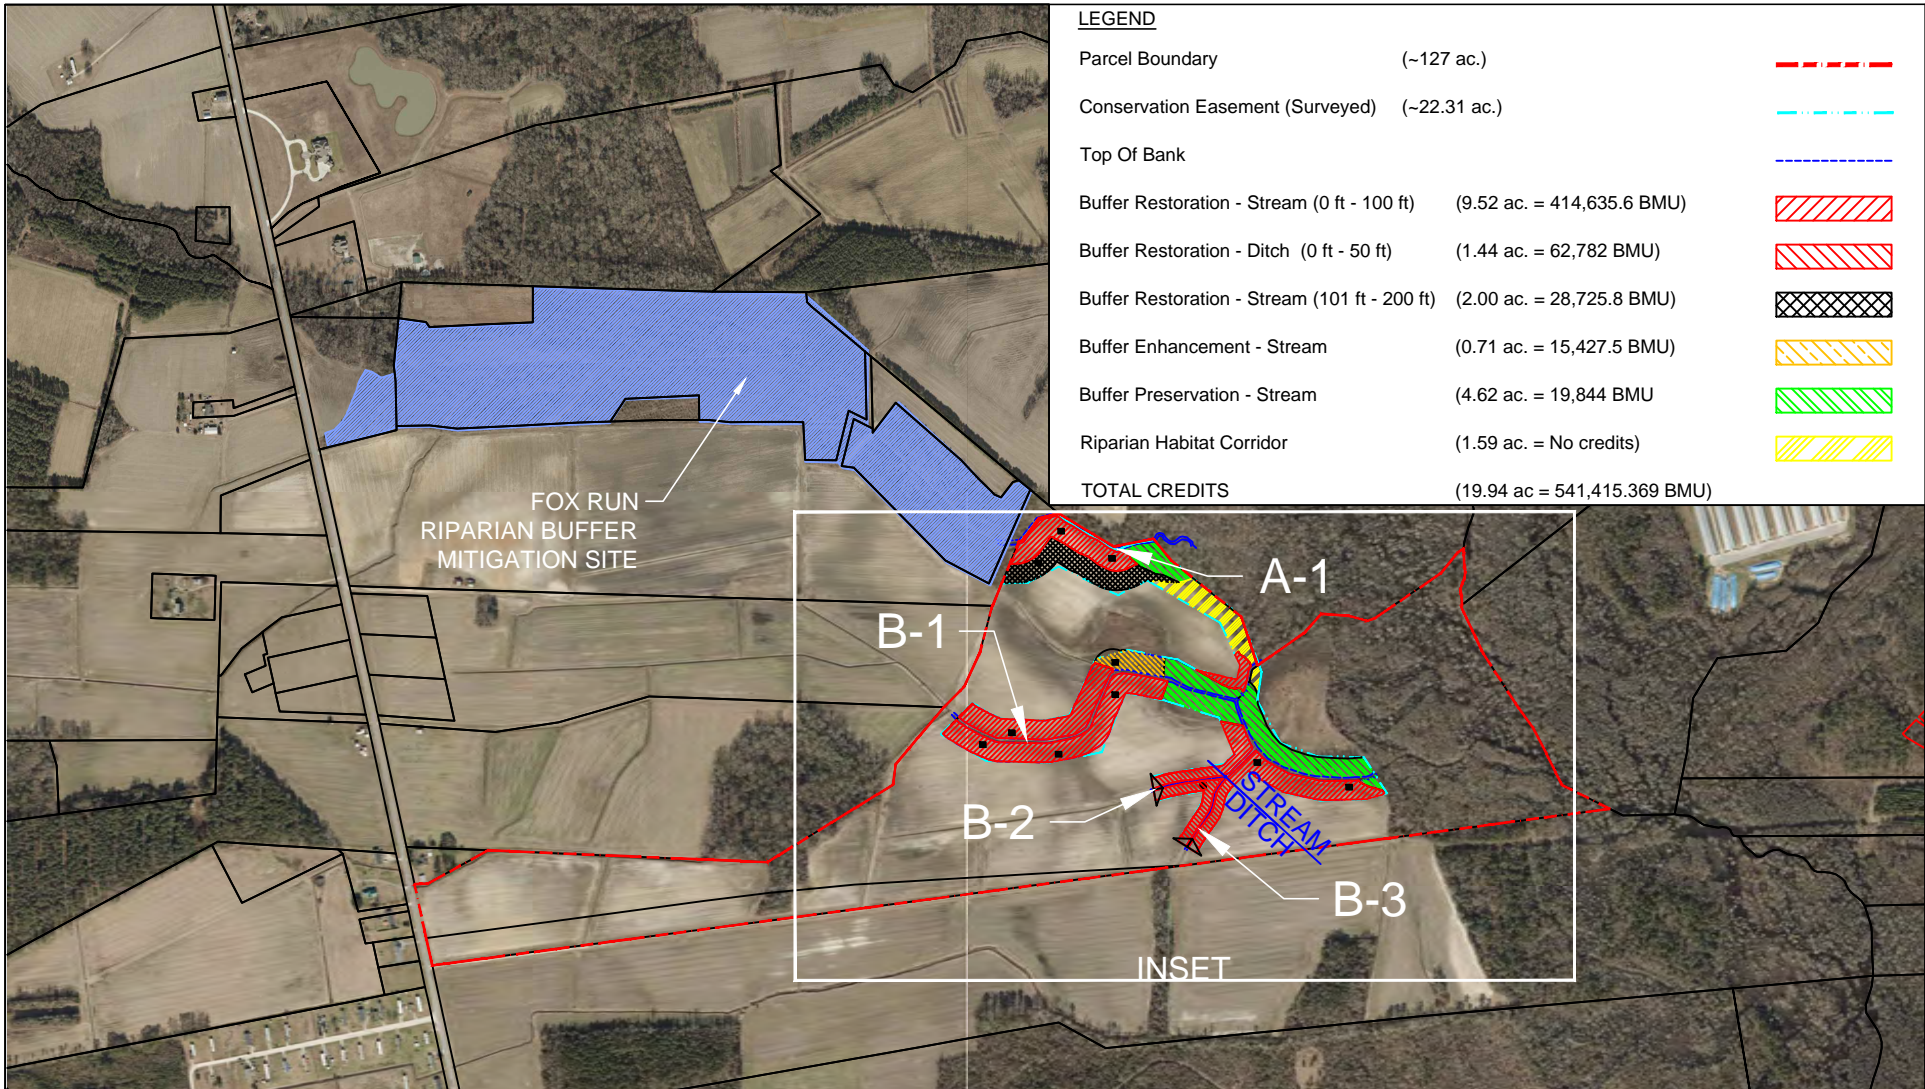 LEGEND
Parcel Boundary (~127 ac.)
Conservation Easement (Surveyed) (~22.31 ac.)
Top Of Bank
Buffer Restoration - Stream (0 ft - 100 ft) (9.52 ac. = 414,635.6 BMU)
Buffer Restoration - Ditch (0 ft - 50 ft) (1.44 ac. = 62,782 BMU)
Buffer Restoration - Stream (101 ft - 200 ft) (2.00 ac. = 28,725.8 BMU)
Buffer Enhancement - Stream (0.71 ac. = 15,427.5 BMU)
Buffer Preservation - Stream (4.62 ac. = 19,844 BMU
Riparian Habitat Corridor (1.59 ac. = No credits)
TOTAL CREDITS (19.94 ac = 541,415.369 BMU)
FOX RUN
RIPARIAN BUFFER
MITIGATION SITE
A-1
B-1
B-2
STREAM
DITCH
B-3
INSET